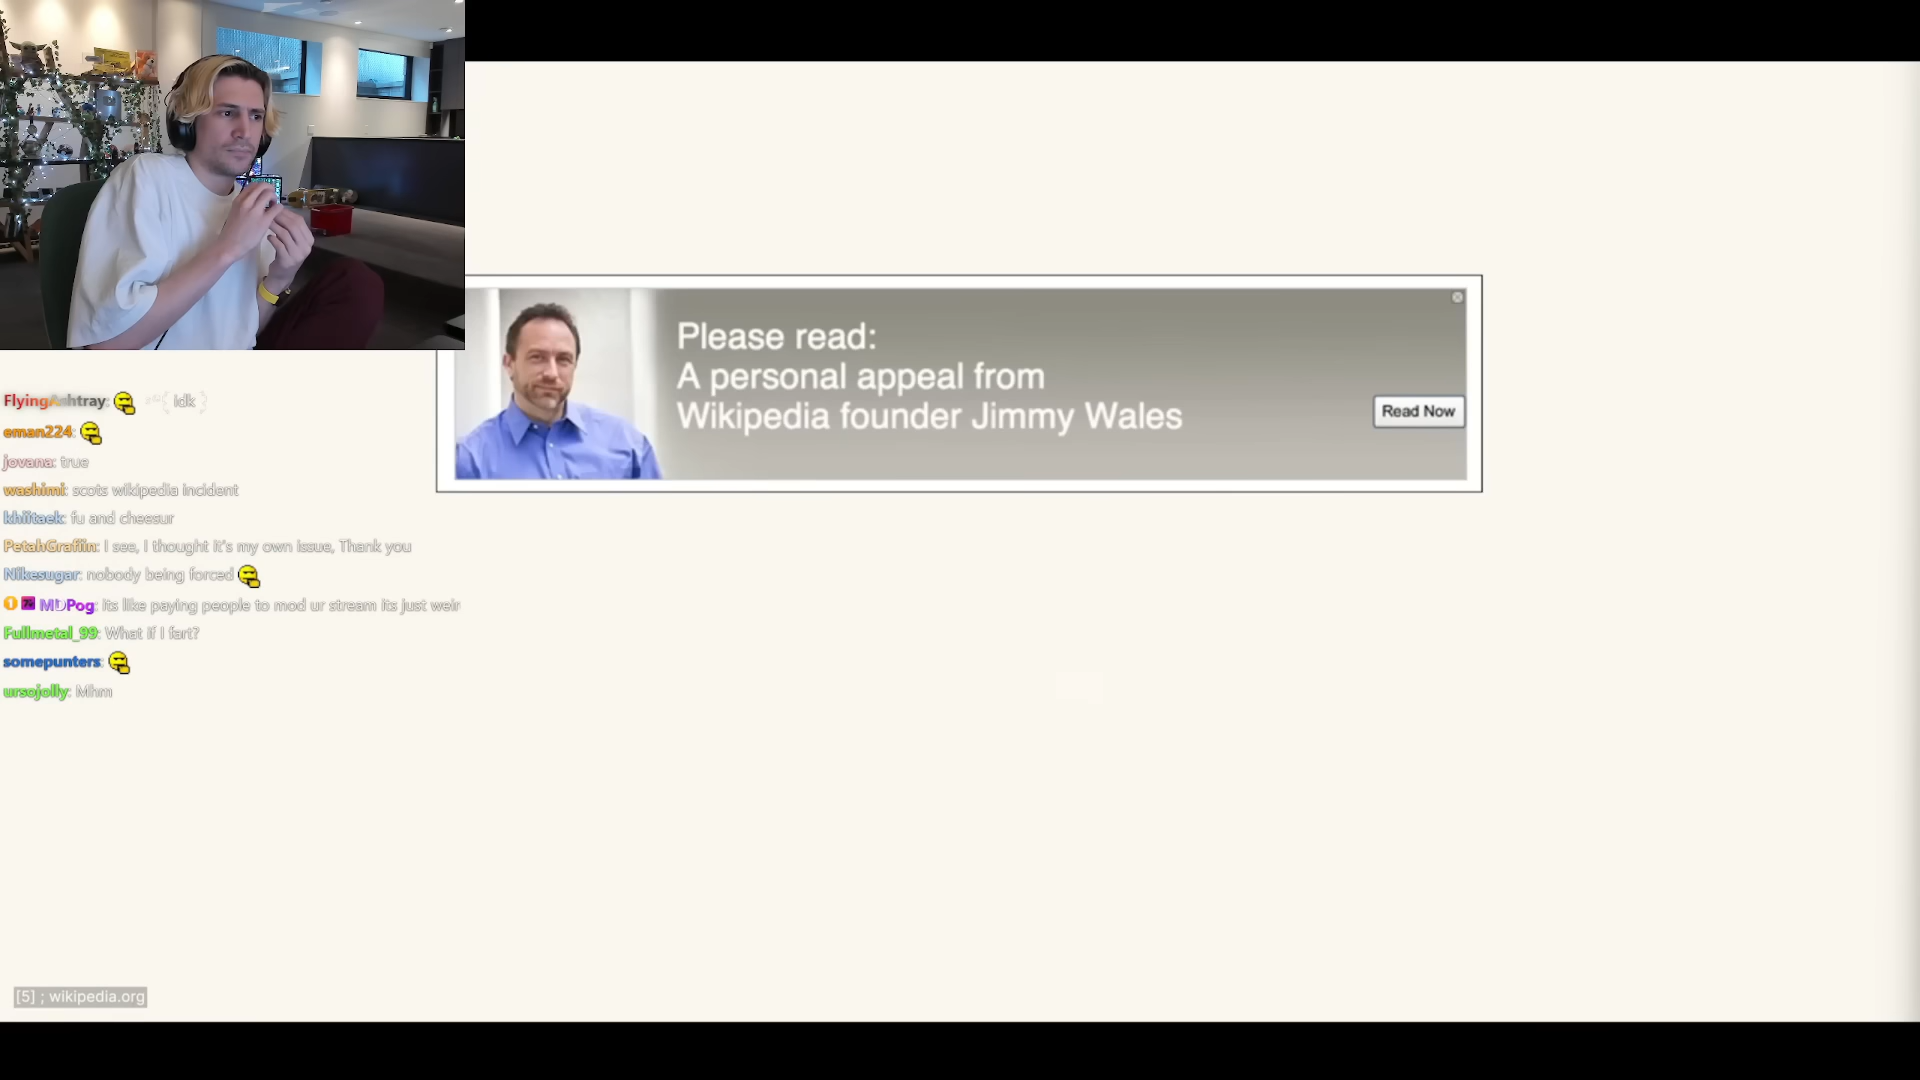 Please read:
A personal appeal from
Wikipedia founder Jimmy Wales
Read Now
FlyingAshtray: idk
eman224:
jovana: true
washimi: scots wikipedia incident
khiitaek: fu and cheesur
PetahGrafiin: I see, I thought it's my own issue, Thank you
Nikesugar: nobody being forced
MDPog: Its like paying people to mod ur stream its just weir
Fullmetal_99: What if I fart?
somepunters:
ursojolly: Mhm
[5] ; wikipedia.org